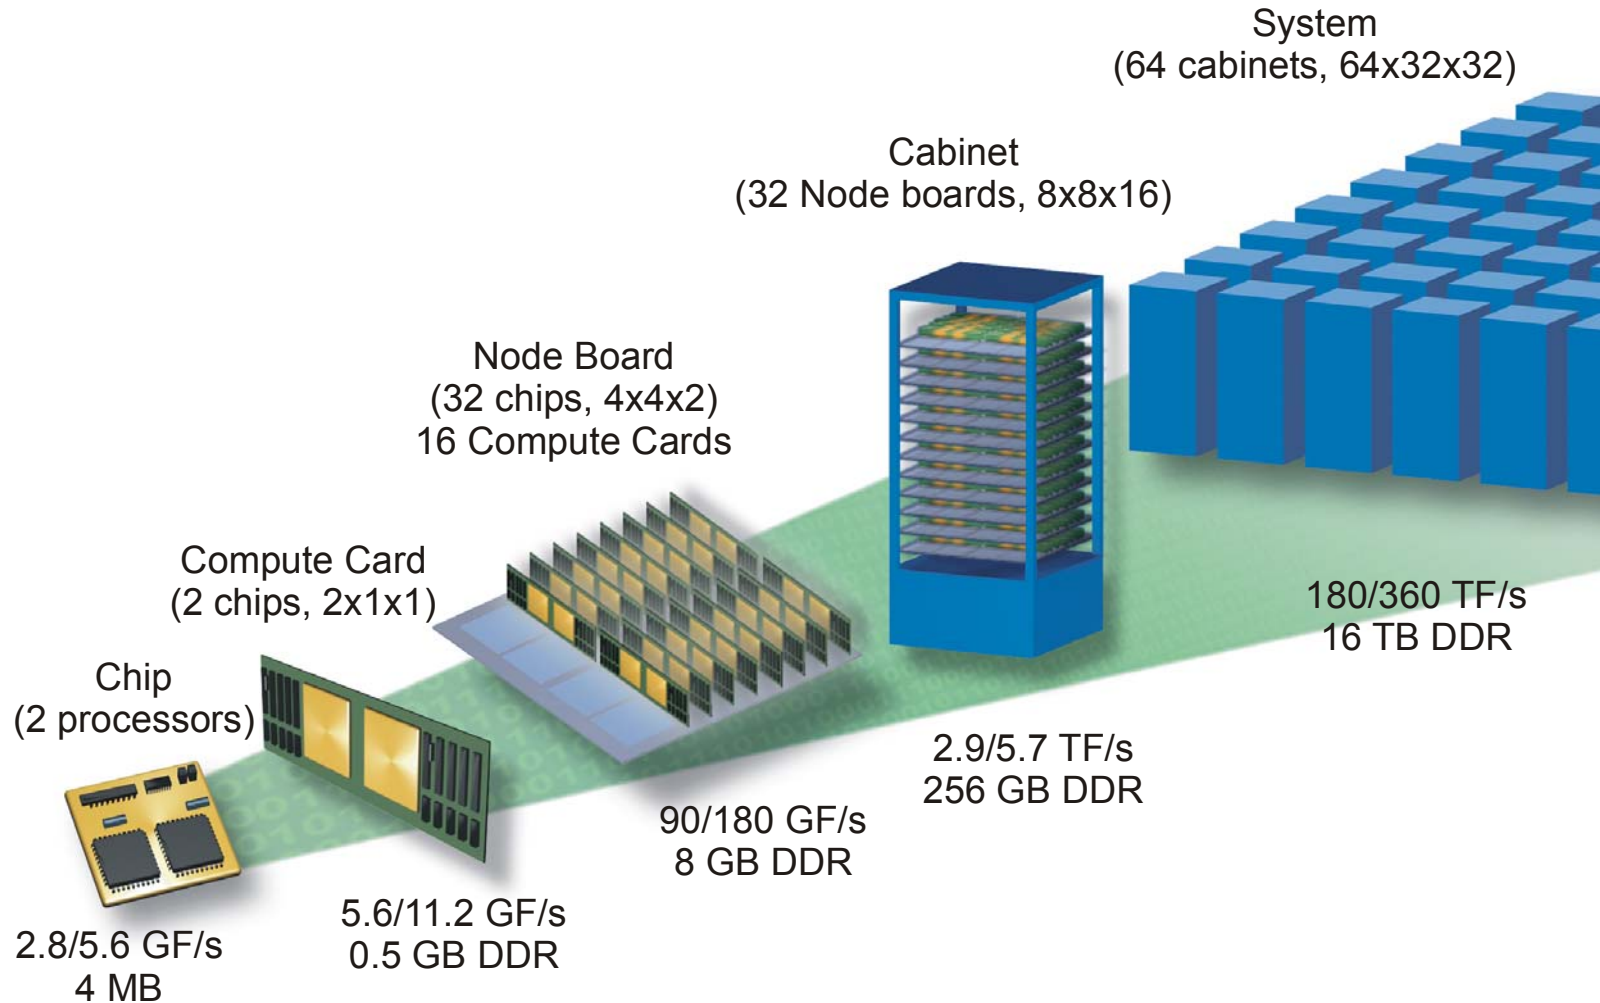 System
(64 cabinets, 64x32x32)
Cabinet
(32 Node boards, 8x8x16)
Node Board
(32 chips, 4x4x2)
16 Compute Cards
Compute Card
(2 chips, 2x1x1)
Chip
(2 processors)
180/360 TF/s
16 TB DDR
2.9/5.7 TF/s
256 GB DDR
90/180 GF/s
8 GB DDR
5.6/11.2 GF/s
0.5 GB DDR
2.8/5.6 GF/s
4 MB